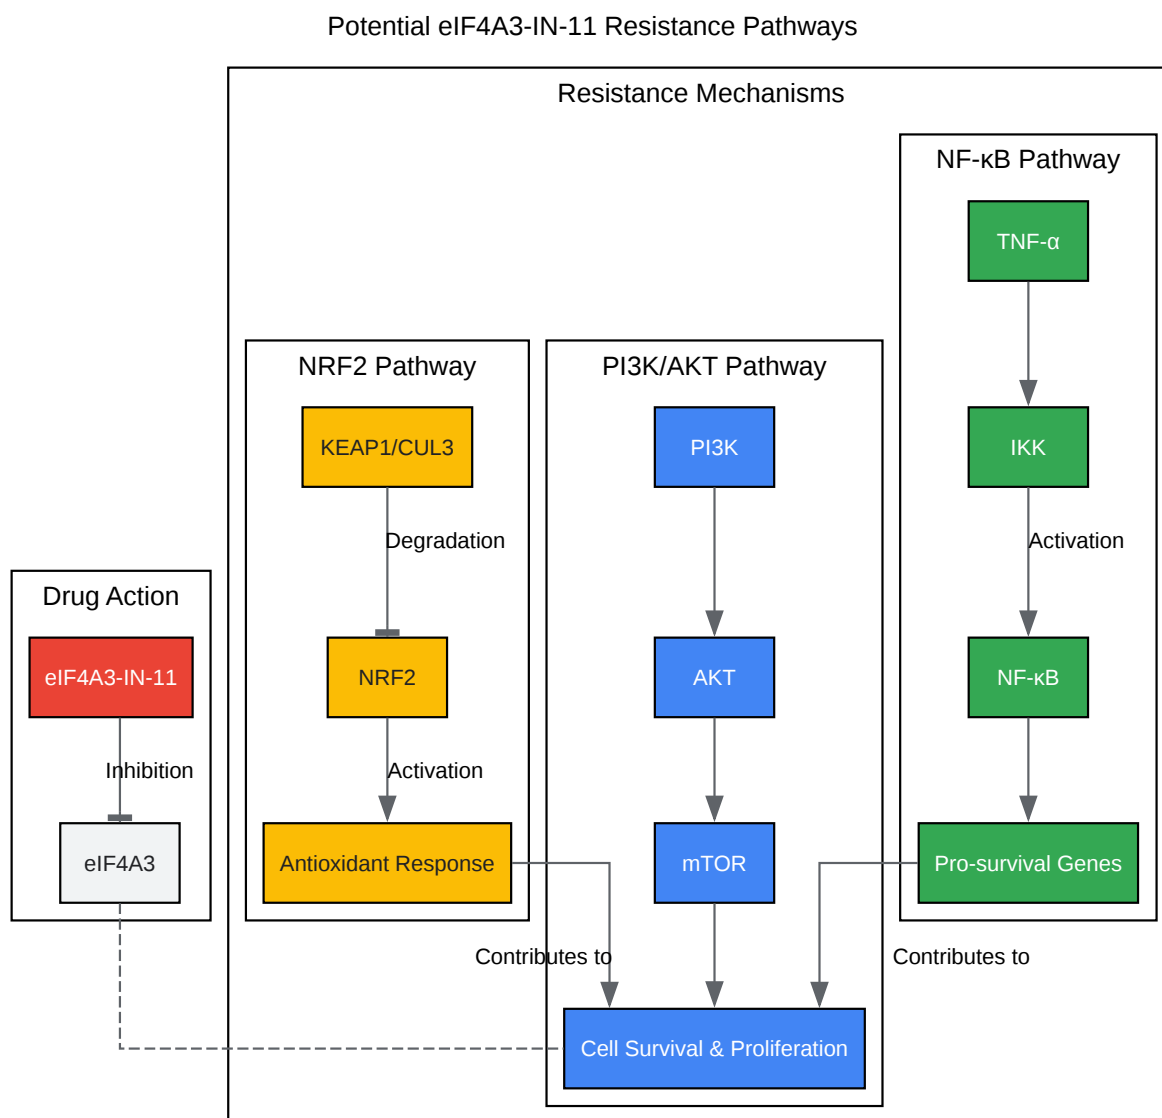 Potential eIF4A3-IN-11 Resistance Pathways
Resistance Mechanisms
NF-κB Pathway
TNF-α
NRF2 Pathway
PI3K/AKT Pathway
KEAP1/CUL3
PI3K
IKK
Degradation
Activation
Drug Action
eIF4A3-IN-11
NRF2
AKT
NF-κB
Inhibition
Activation
eIF4A3
Antioxidant Response
mTOR
Pro-survival Genes
Contributes to
Contributes to
Cell Survival & Proliferation